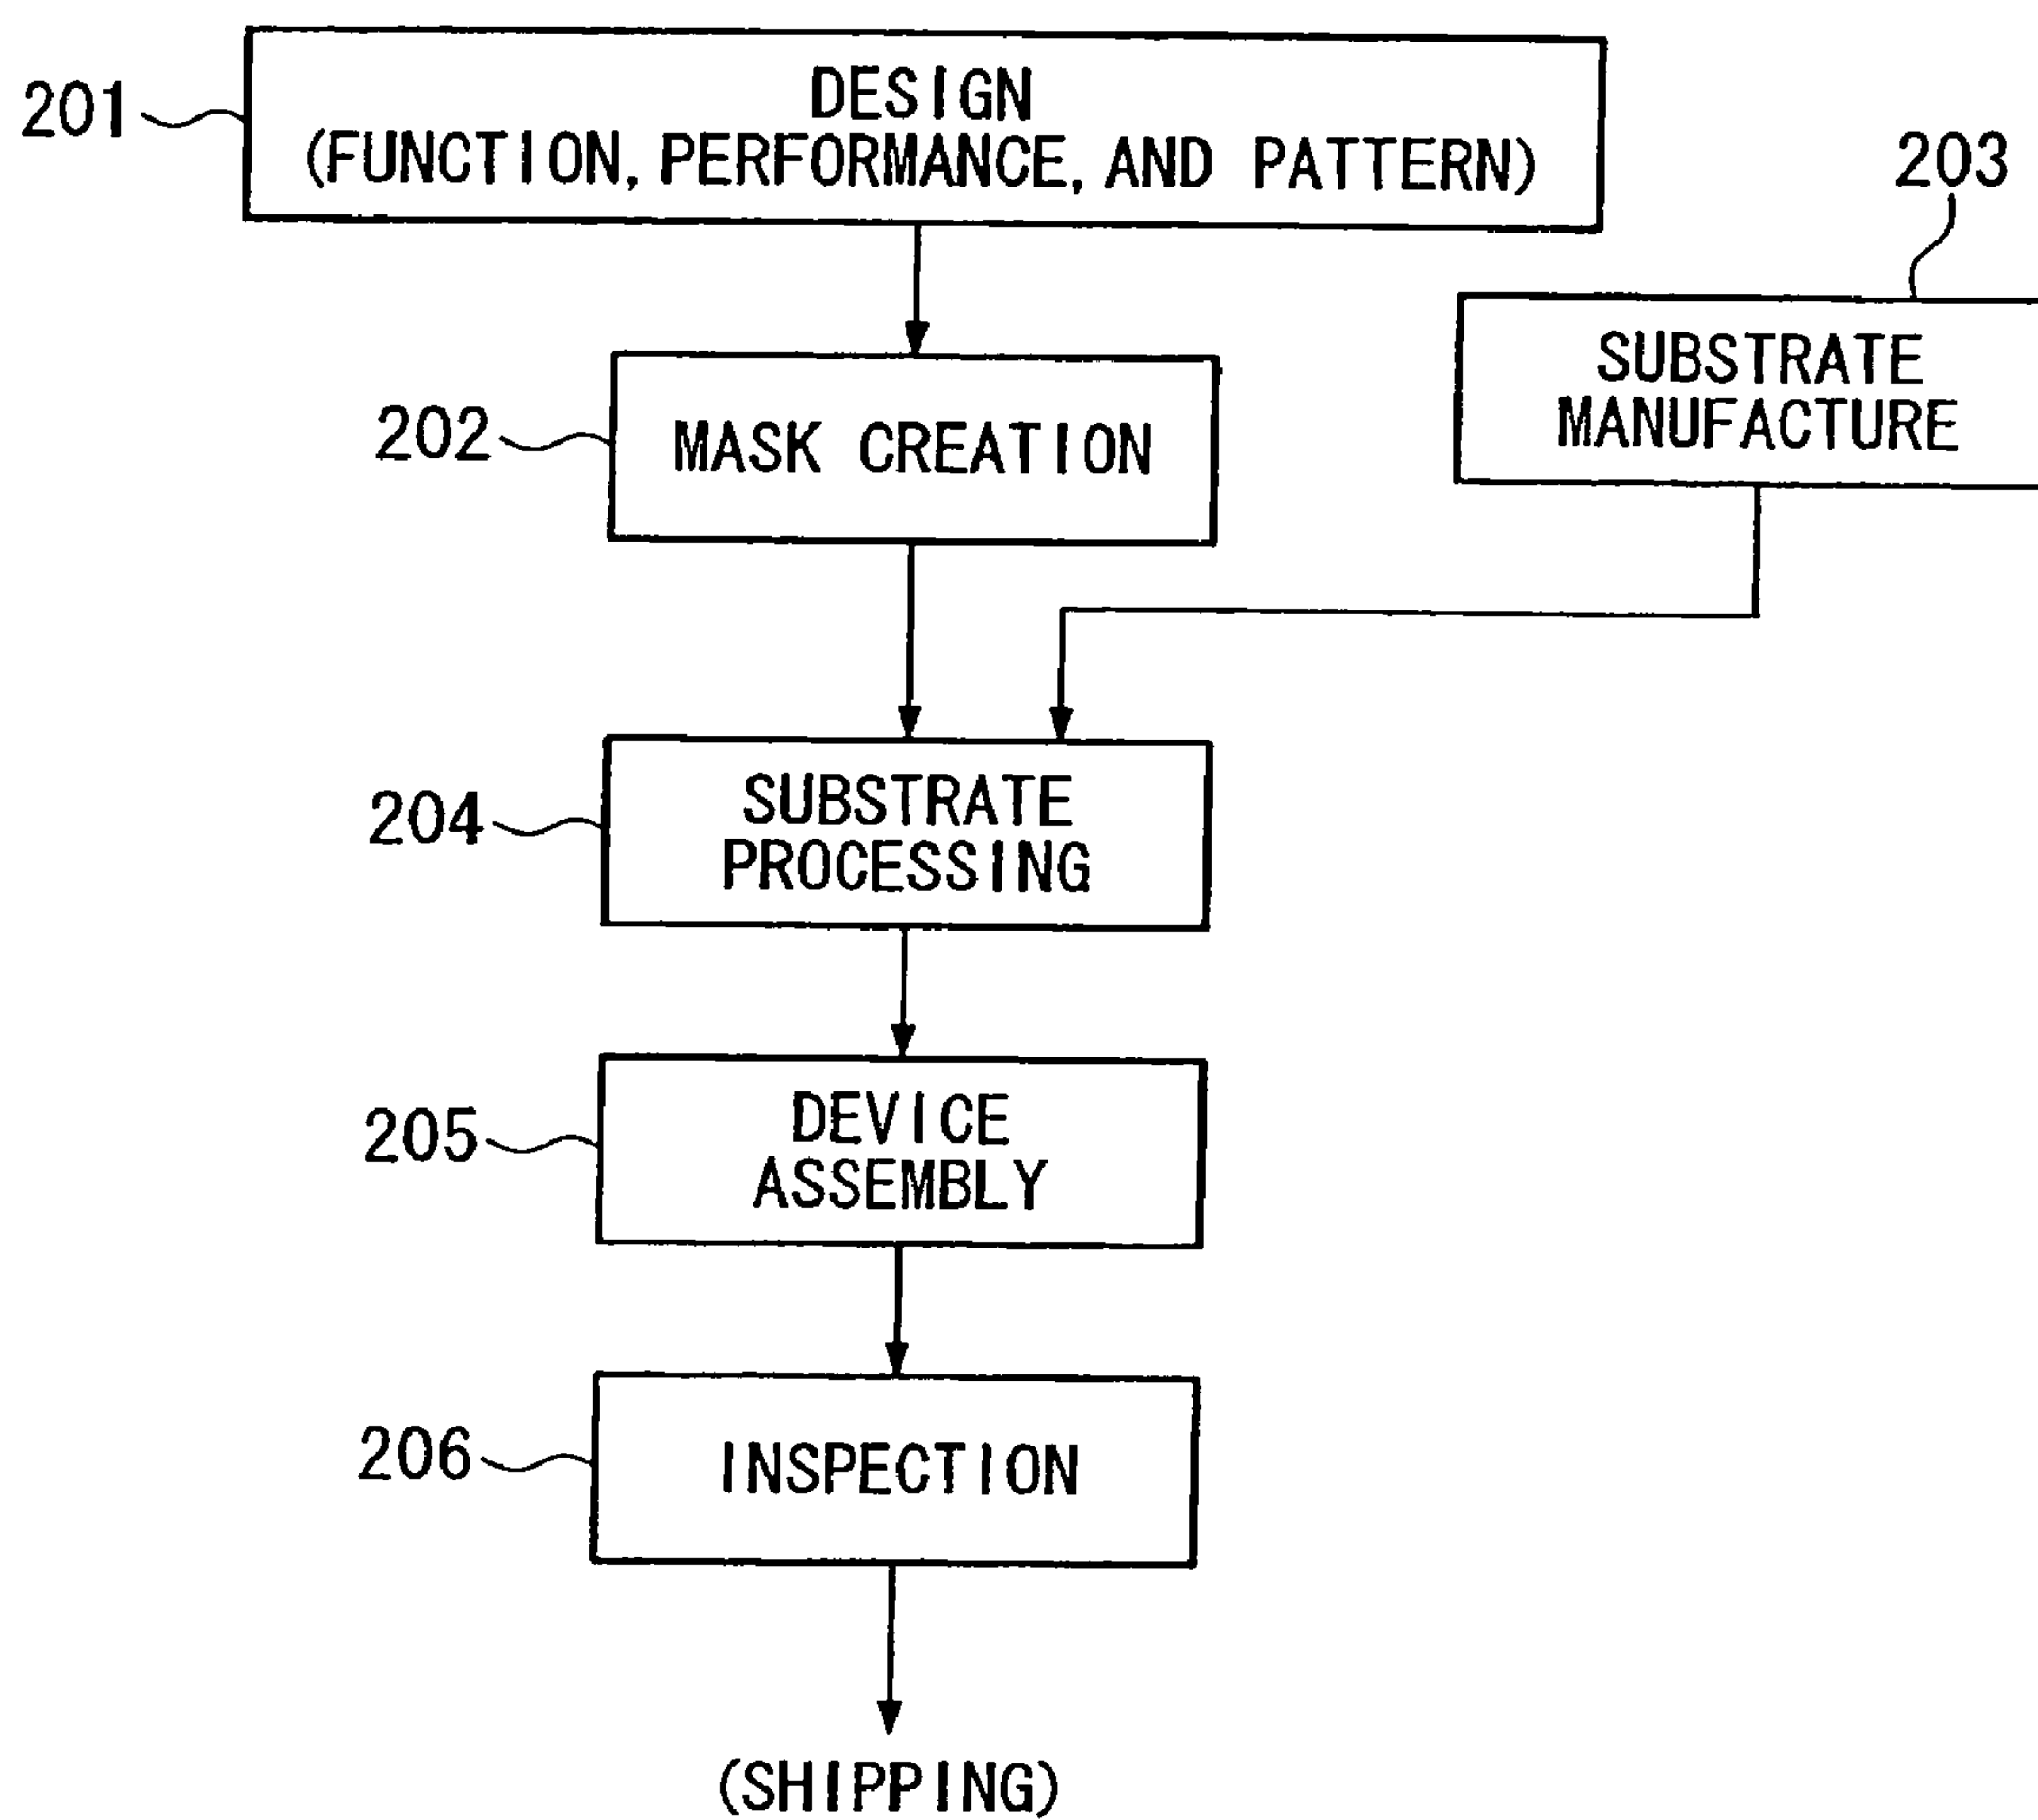 201
DESIGN
(FUNCTION, PERFORMANCE, AND PATTERN)
203
SUBSTRATE
MANUFACTURE
202
MASK CREATION
204
SUBSTRATE
PROCESSING
205
DEVICE
ASSEMBLY
206
INSPECTION
(SHIPPING)